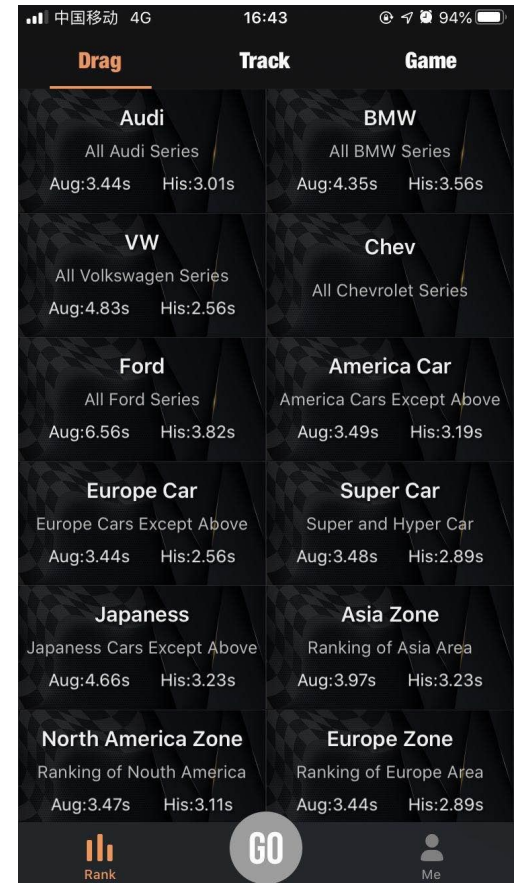 中国移动 4G 16:43 94%
Drag Track Game
Audi
All Audi Series
Aug:3.44s His:3.01s
BMW
All BMW Series
Aug:4.35s His:3.56s
VW
All Volkswagen Series
Aug:4.83s His:2.56s
Chev
All Chevrolet Series
Ford
All Ford Series
Aug:6.56s His:3.82s
America Car
America Cars Except Above
Aug:3.49s His:3.19s
Europe Car
Europe Cars Except Above
Aug:3.44s His:2.56s
Super Car
Super and Hyper Car
Aug:3.48s His:2.89s
Japaness
Japaness Cars Except Above
Aug:4.66s His:3.23s
Asia Zone
Ranking of Asia Area
Aug:3.97s His:3.23s
North America Zone
Ranking of Nouth America
Aug:3.47s His:3.11s
Europe Zone
Ranking of Europe Area
Aug:3.44s His:2.89s
Rank
GO
Me